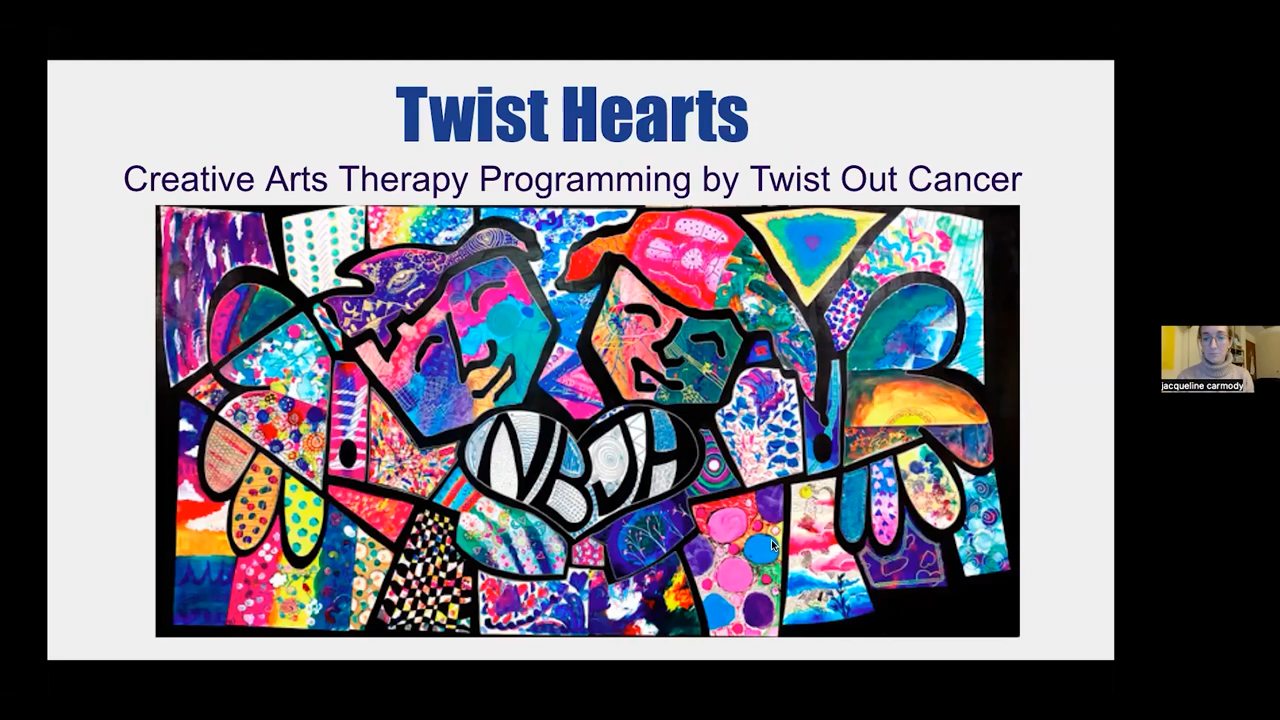 Twist Hearts
Creative Arts Therapy Programming by Twist Out Cancer
NBJH
jacqueline carmody